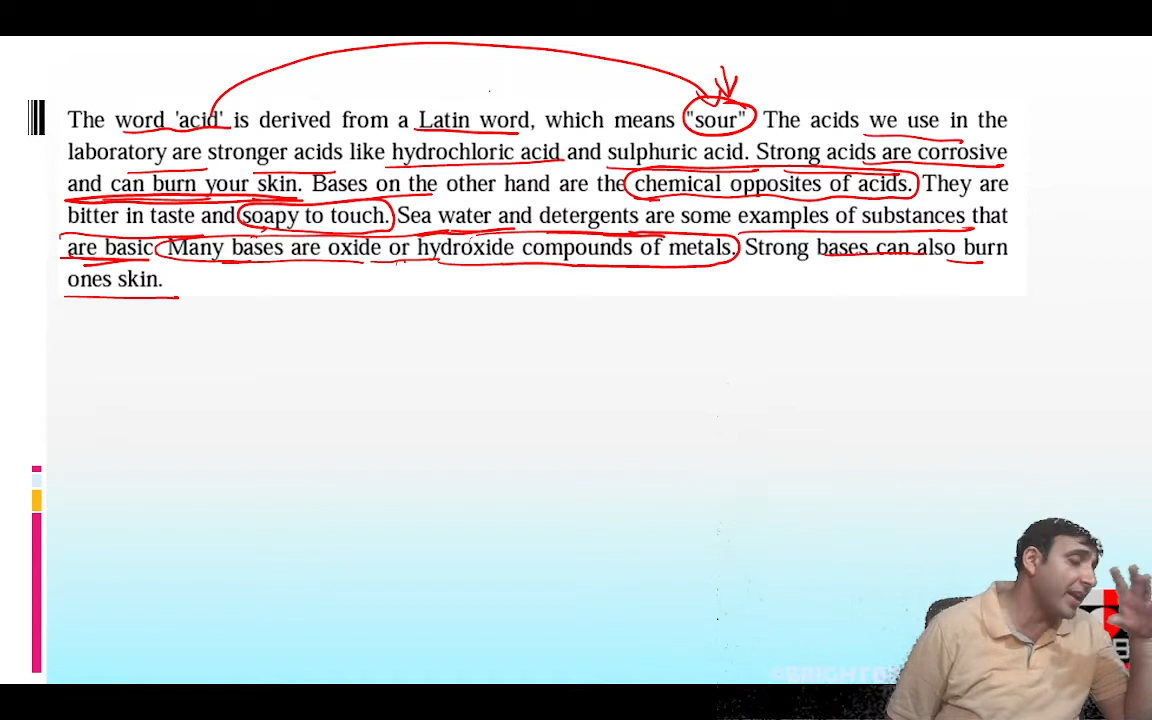 The word 'acid' is derived from a Latin word, which means "sour" The acids we use in the
laboratory are stronger acids like hydrochloric acid and sulphuric acid. Strong acids are corrosive
and can burn your skin. Bases on the other hand are the chemical opposites of acids. They are
bitter in taste and soapy to touch. Sea water and detergents are some examples of substances that
are basic Many bases are oxide or hydroxide compounds of metals. Strong bases can also burn
ones skin.